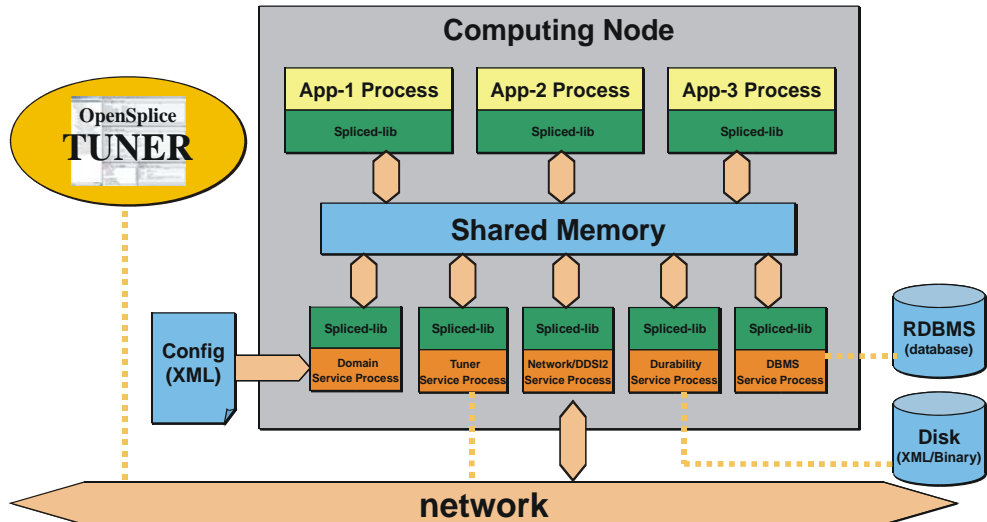 Computing Node
App-1 Process
App-2 Process
App-3 Process
Spliced-lib
Spliced-lib
Spliced-lib
OpenSplice
TUNER
Shared Memory
Spliced-lib
Spliced-lib
Spliced-lib
Spliced-lib
Spliced-lib
Domain
Service Process
Tuner
Service Process
Network/DDSI2
Service Process
Durability
Service Process
DBMS
Service Process
Config
(XML)
RDBMS
(database)
Disk
(XML/Binary)
network